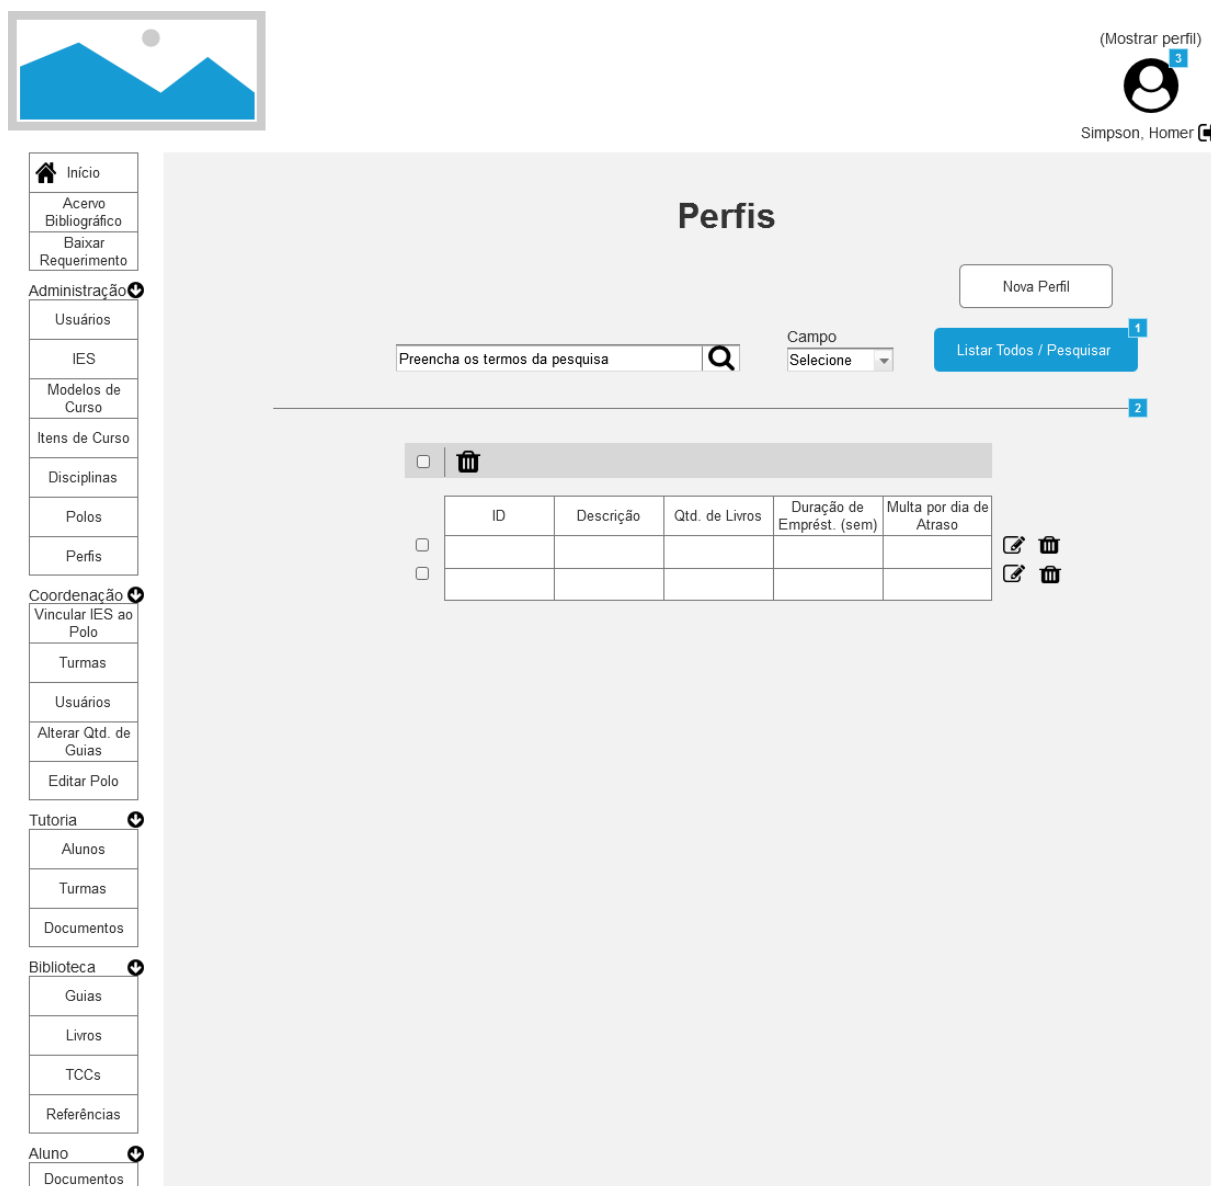 (Mostrar perfil)
3
Simpson, Homer
Início
Acervo
Bibliográfico
Baixar
Requerimento
Administração
Usuários
IES
Modelos de
Curso
Itens de Curso
Disciplinas
Polos
Perfis
Coordenação
Vincular IES ao
Polo
Turmas
Usuários
Alterar Qtd. de
Guias
Editar Polo
Tutoria
Alunos
Turmas
Documentos
Biblioteca
Guias
Livros
TCCs
Referências
Aluno
Documentos
Perfis
Nova Perfil
Preencha os termos da pesquisa
Campo
Selecione
Listar Todos / Pesquisar
1
2
ID
Descrição
Qtd. de Livros
Duração de
Emprést. (sem)
Multa por dia de
Atraso